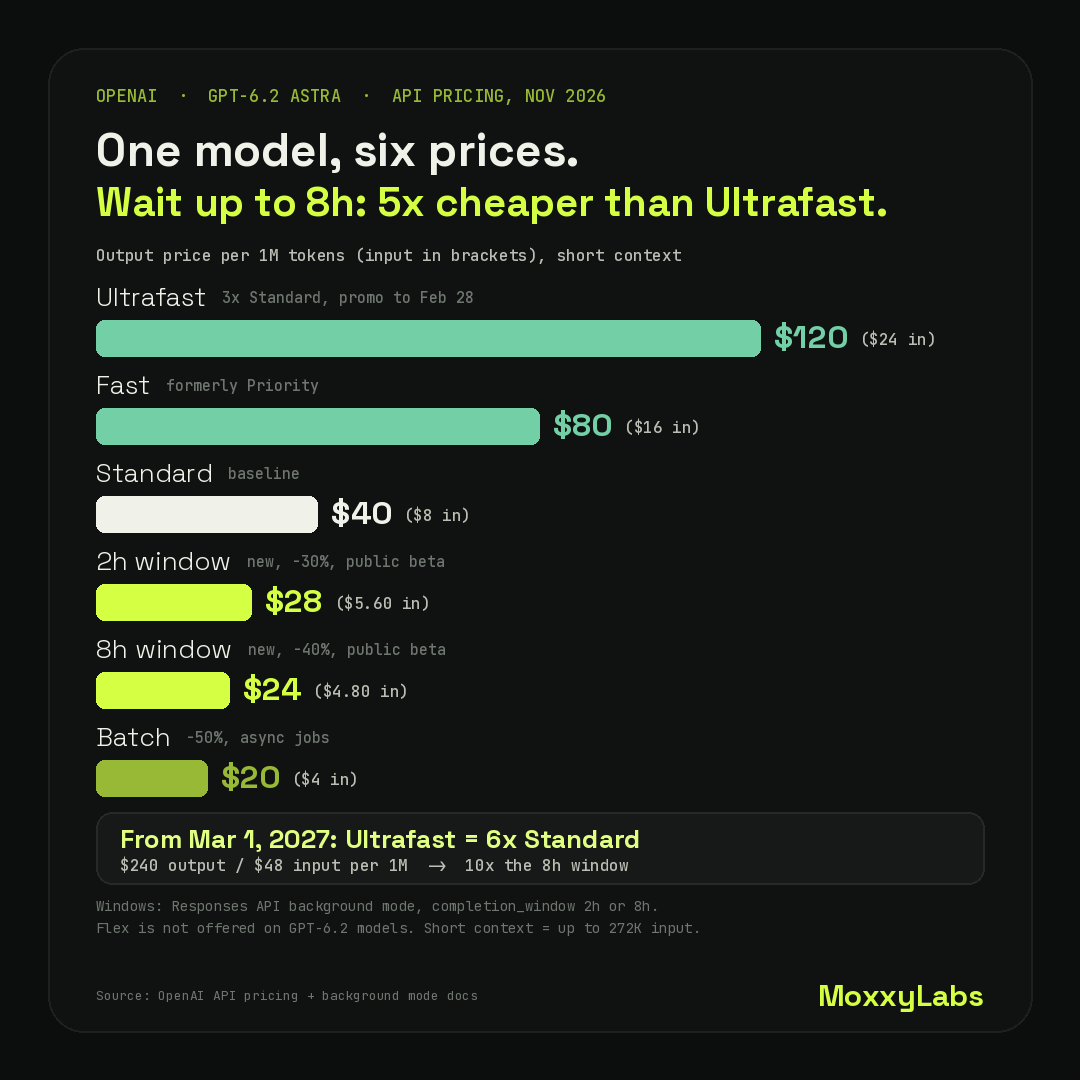 OPENAI · GPT-6.2 ASTRA · API PRICING, NOV 2026
One model, six prices.
Wait up to 8h: 5x cheaper than Ultrafast.
Output price per 1M tokens (input in brackets), short context
Ultrafast 3x Standard, promo to Feb 28
$120 ($24 in)
Fast formerly Priority
$80 ($16 in)
Standard baseline
$40 ($8 in)
2h window new, -30%, public beta
$28 ($5.60 in)
8h window new, -40%, public beta
$24 ($4.80 in)
Batch -50%, async jobs
$20 ($4 in)
From Mar 1, 2027: Ultrafast = 6x Standard
$240 output / $48 input per 1M → 10x the 8h window
Windows: Responses API background mode, completion_window 2h or 8h.
Flex is not offered on GPT-6.2 models. Short context = up to 272K input.
Source: OpenAI API pricing + background mode docs
MoxxyLabs